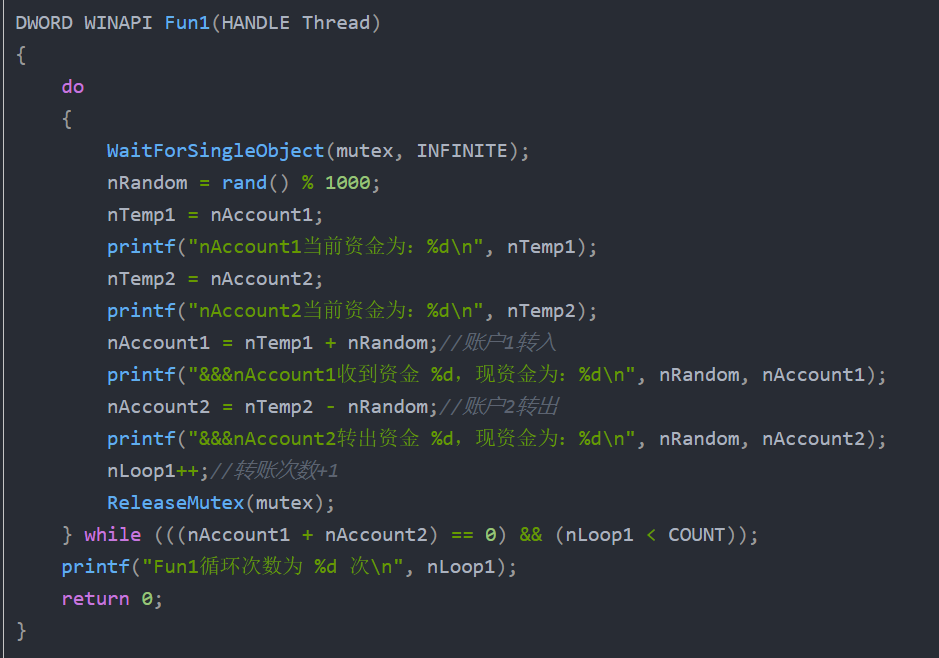 DWORD WINAPI Fun1(HANDLE Thread)
{
    do
    {
        WaitForSingleObject(mutex, INFINITE);
        nRandom = rand() % 1000;
        nTemp1 = nAccount1;
        printf("nAccount1当前资金为：%d\n", nTemp1);
        nTemp2 = nAccount2;
        printf("nAccount2当前资金为：%d\n", nTemp2);
        nAccount1 = nTemp1 + nRandom;//账户1转入
        printf("&&&nAccount1收到资金 %d，现资金为：%d\n", nRandom, nAccount1);
        nAccount2 = nTemp2 - nRandom;//账户2转出
        printf("&&&nAccount2转出资金 %d，现资金为：%d\n", nRandom, nAccount2);
        nLoop1++;//转账次数+1
        ReleaseMutex(mutex);
    } while (((nAccount1 + nAccount2) == 0) && (nLoop1 < COUNT));
    printf("Fun1循环次数为 %d 次\n", nLoop1);
    return 0;
}